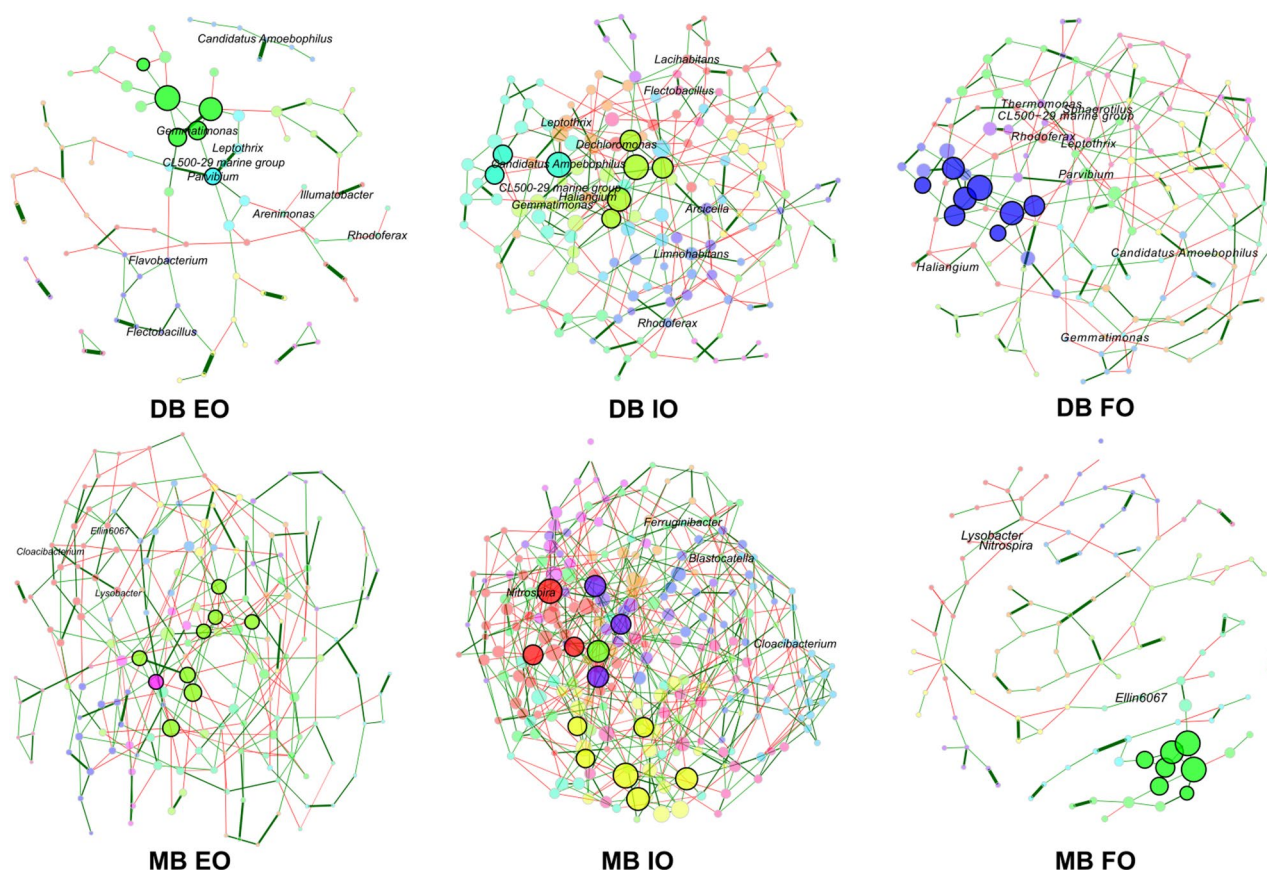 Candidatus Amoebophilus
Gemmatimonas
Leptothrix
CL500-29 marine group
Parvibium
Illumatobacter
Arenimonas
Rhodoferax
Flavobacterium
Flectobacillus
DB EO
Lacihabitans
Flectobacillus
Leptothrix
Dechloromonas
Candidatus Amoebophilus
CL500-29 marine group
Haliangium
Gemmatimonas
Arcicella
Limnohabitans
Rhodoferax
DB IO
Thermomonas
Sphaerotilus
CL500-29 marine group
Rhodoferax
Leptothrix
Parvibium
Haliangium
Candidatus Amoebophilus
Gemmatimonas
DB FO
Ellin6067
Cloacibacterium
Lysobacter
MB EO
Ferruginibacter
Blastocatella
Nitrospira
Cloacibacterium
MB IO
Lysobacter
Nitrospira
Ellin6067
MB FO